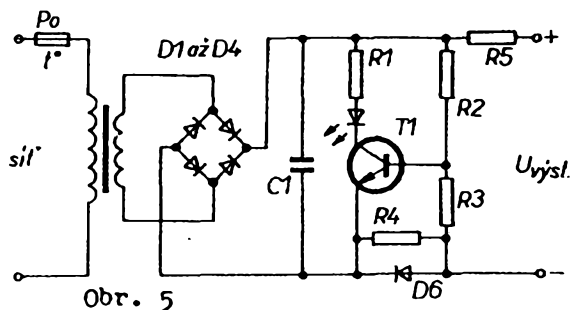 Po
t°
D1 až D4
síť
C1
R1
T1
R2
R3
R4
R5
D6
+
Uvýst.
−
Obr. 5